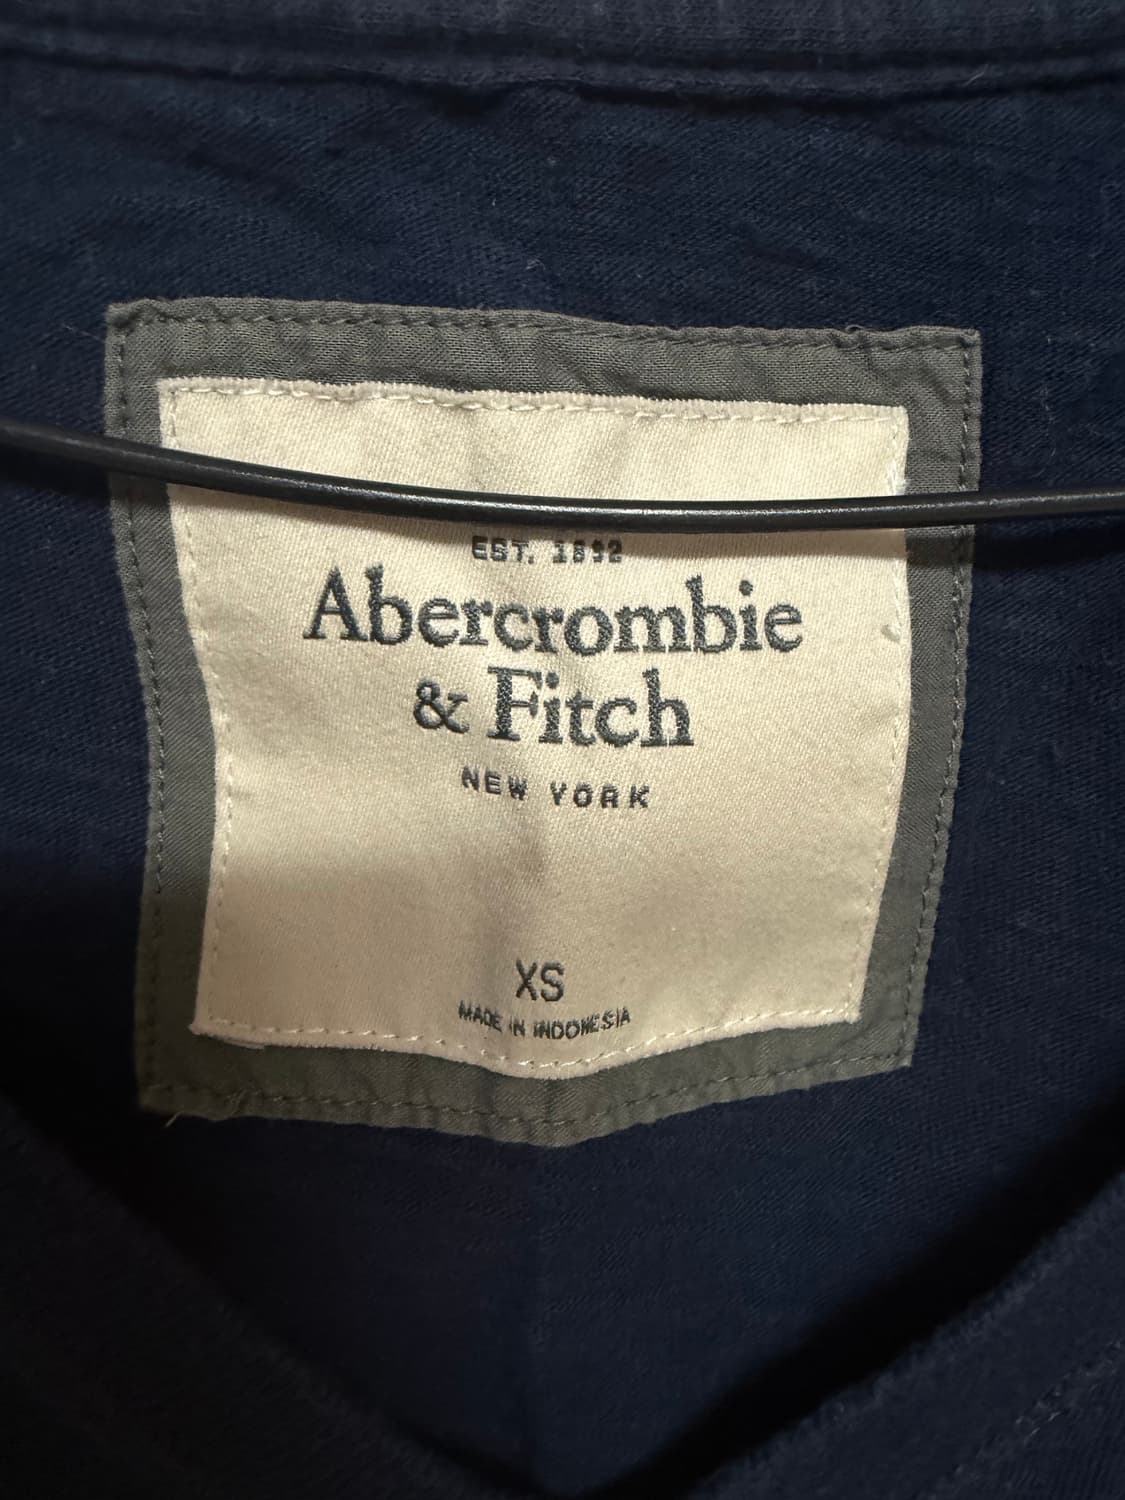 EST. 1892
Abercrombie
& Fitch
NEW YORK
XS
MADE IN INDONESIA